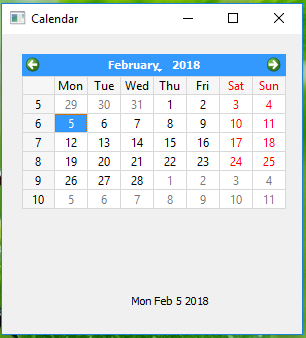 Calendar
February, 2018
Mon Tue Wed Thu Fri Sat Sun
5 29 30 31 1 2 3 4
6 5 6 7 8 9 10 11
7 12 13 14 15 16 17 18
8 19 20 21 22 23 24 25
9 26 27 28 1 2 3 4
10 5 6 7 8 9 10 11
Mon Feb 5 2018